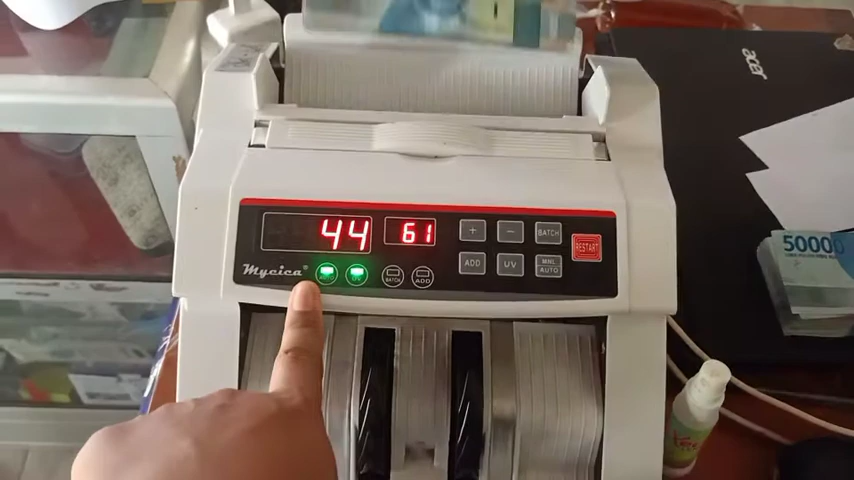 acer
50000
44 61
+ - BATCH
RESTART
ADD UV MNL
AUTO
Mycica
BATCH ADD